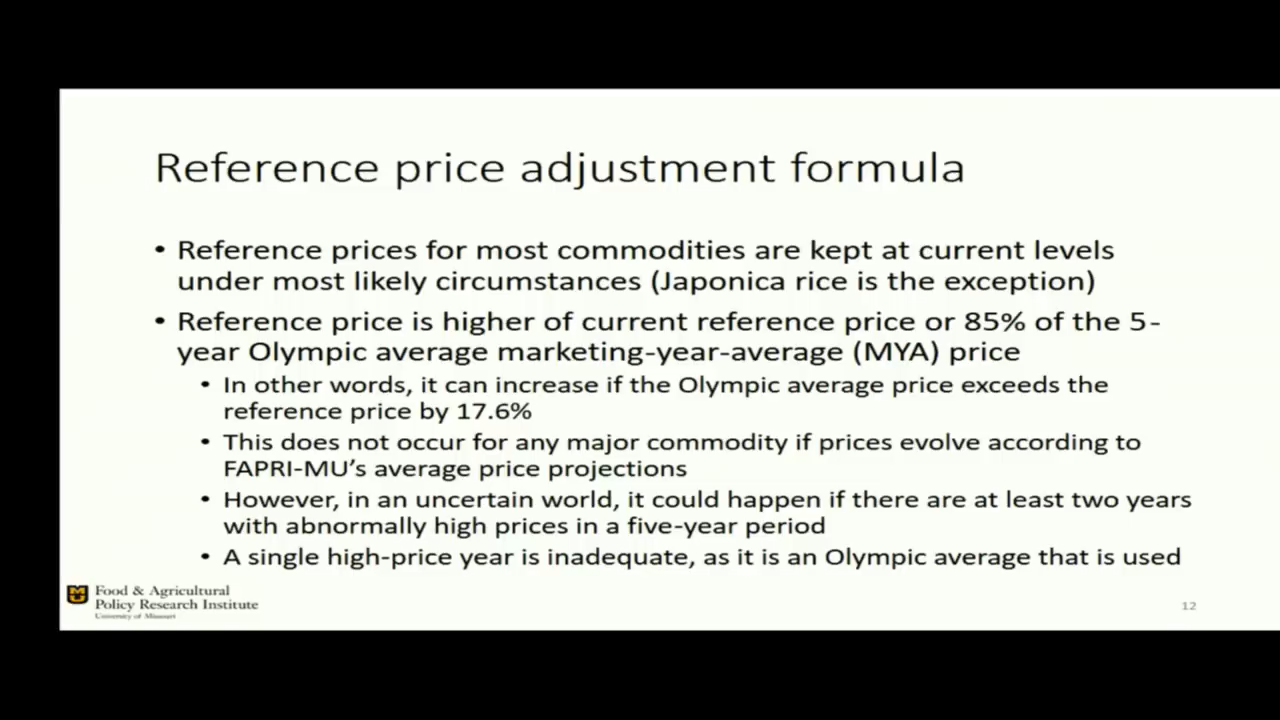 Reference price adjustment formula
• Reference prices for most commodities are kept at current levels
under most likely circumstances (Japonica rice is the exception)
• Reference price is higher of current reference price or 85% of the 5-
year Olympic average marketing-year-average (MYA) price
• In other words, it can increase if the Olympic average price exceeds the
reference price by 17.6%
• This does not occur for any major commodity if prices evolve according to
FAPRI-MU’s average price projections
• However, in an uncertain world, it could happen if there are at least two years
with abnormally high prices in a five-year period
• A single high-price year is inadequate, as it is an Olympic average that is used
Food & Agricultural
Policy Research Institute
University of Missouri
12